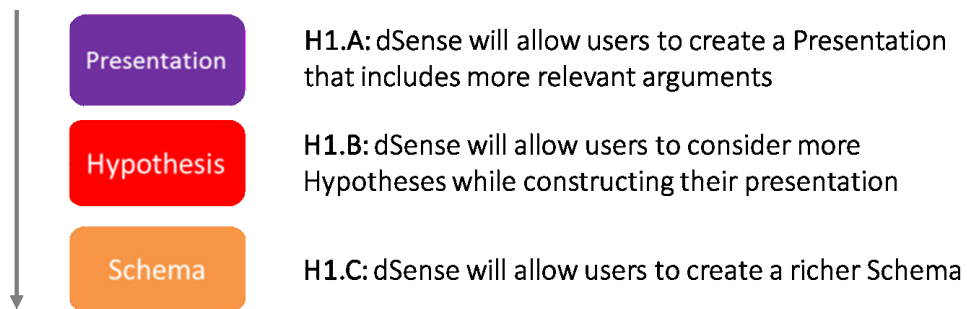 Presentation
H1.A: dSense will allow users to create a Presentation
that includes more relevant arguments
Hypothesis
H1.B: dSense will allow users to consider more
Hypotheses while constructing their presentation
Schema
H1.C: dSense will allow users to create a richer Schema